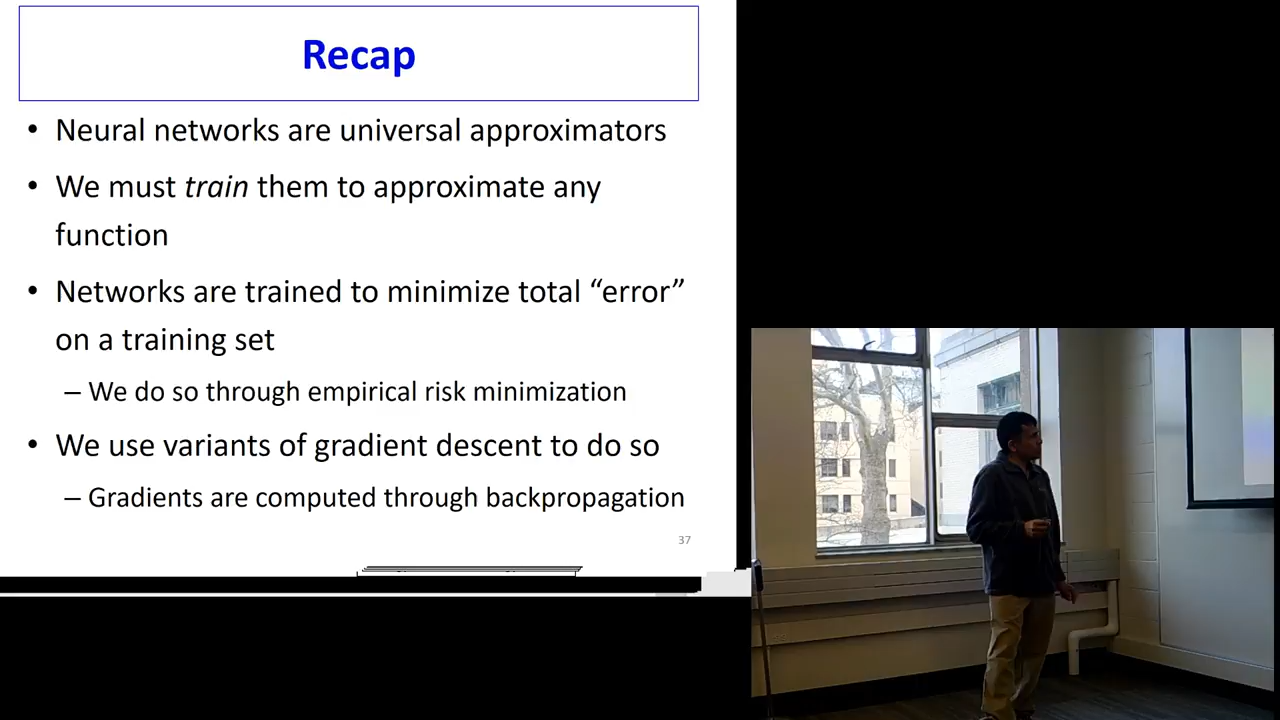 Recap
• Neural networks are universal approximators
• We must train them to approximate any
function
• Networks are trained to minimize total “error”
on a training set
– We do so through empirical risk minimization
• We use variants of gradient descent to do so
– Gradients are computed through backpropagation
37